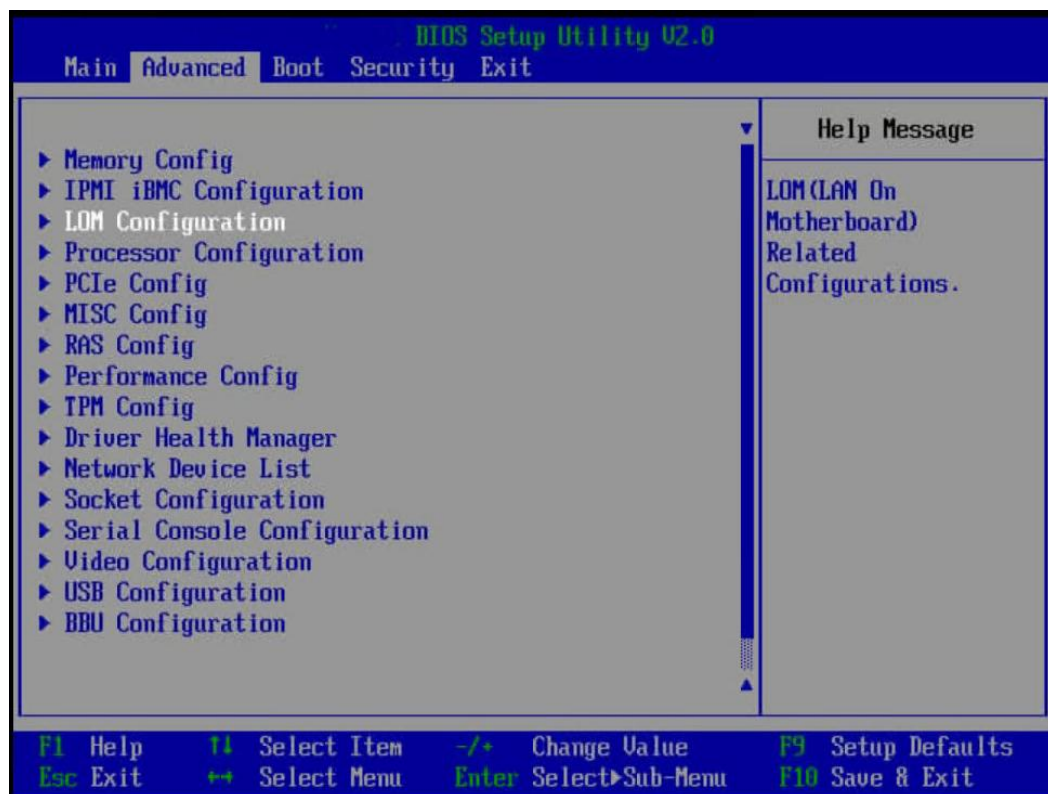 BIOS Setup Utility V2.0
Main Advanced Boot Security Exit
Help Message
▶ Memory Config
▶ IPMI iBMC Configuration
▶ LOM Configuration
▶ Processor Configuration
▶ PCIe Config
▶ MISC Config
▶ RAS Config
▶ Performance Config
▶ TPM Config
▶ Driver Health Manager
▶ Network Device List
▶ Socket Configuration
▶ Serial Console Configuration
▶ Video Configuration
▶ USB Configuration
▶ BBU Configuration
LOM(LAN On
Motherboard)
Related
Configurations.
F1 Help ↑↓ Select Item -/+ Change Value F9 Setup Defaults
Esc Exit ↔ Select Menu Enter Select▶Sub-Menu F10 Save & Exit